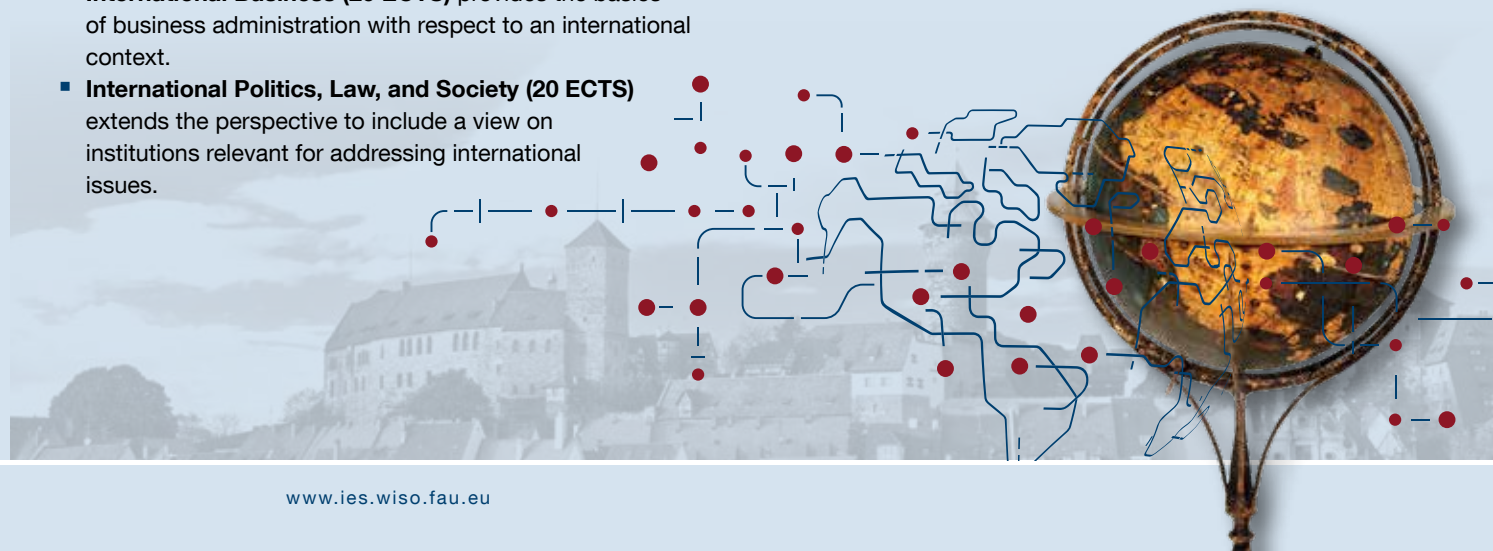 of business administration with respect to an international
context.
▪ International Politics, Law, and Society (20 ECTS)
extends the perspective to include a view on
institutions relevant for addressing international
issues.
www.ies.wiso.fau.eu